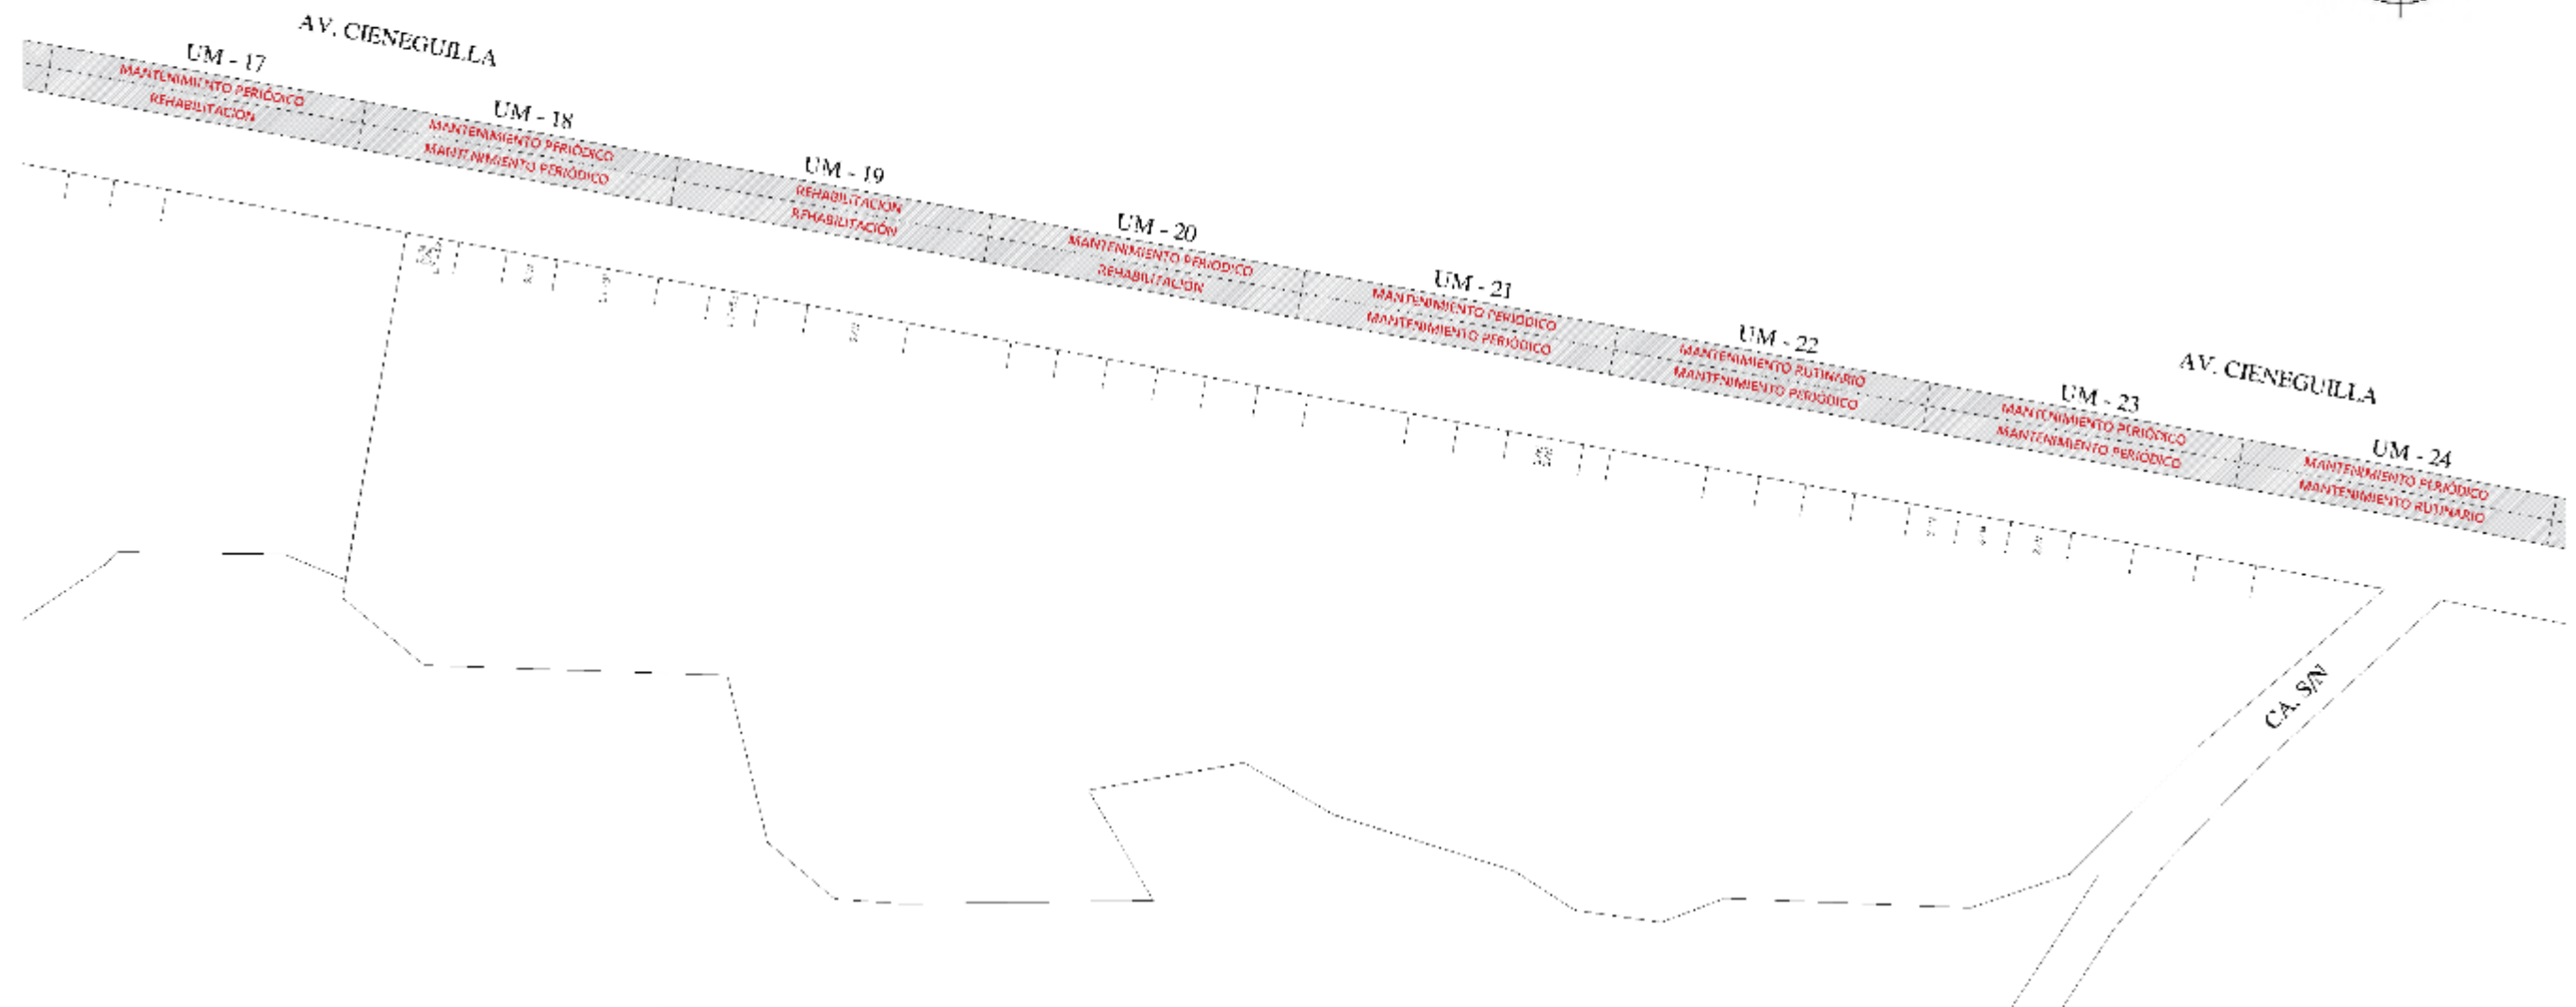 AV. CIENEGUILLA
UM - 17
MANTENIMIENTO PERIÓDICO
REHABILITACIÓN
UM - 18
MANTENIMIENTO PERIÓDICO
MANTENIMIENTO PERIÓDICO
UM - 19
REHABILITACIÓN
REHABILITACIÓN
UM - 20
MANTENIMIENTO PERIÓDICO
REHABILITACIÓN
UM - 21
MANTENIMIENTO PERIÓDICO
MANTENIMIENTO PERIÓDICO
UM - 22
MANTENIMIENTO RUTINARIO
MANTENIMIENTO PERIÓDICO
AV. CIENEGUILLA
UM - 23
MANTENIMIENTO PERIÓDICO
MANTENIMIENTO PERIÓDICO
UM - 24
MANTENIMIENTO PERIÓDICO
MANTENIMIENTO RUTINARIO
CA. S/N